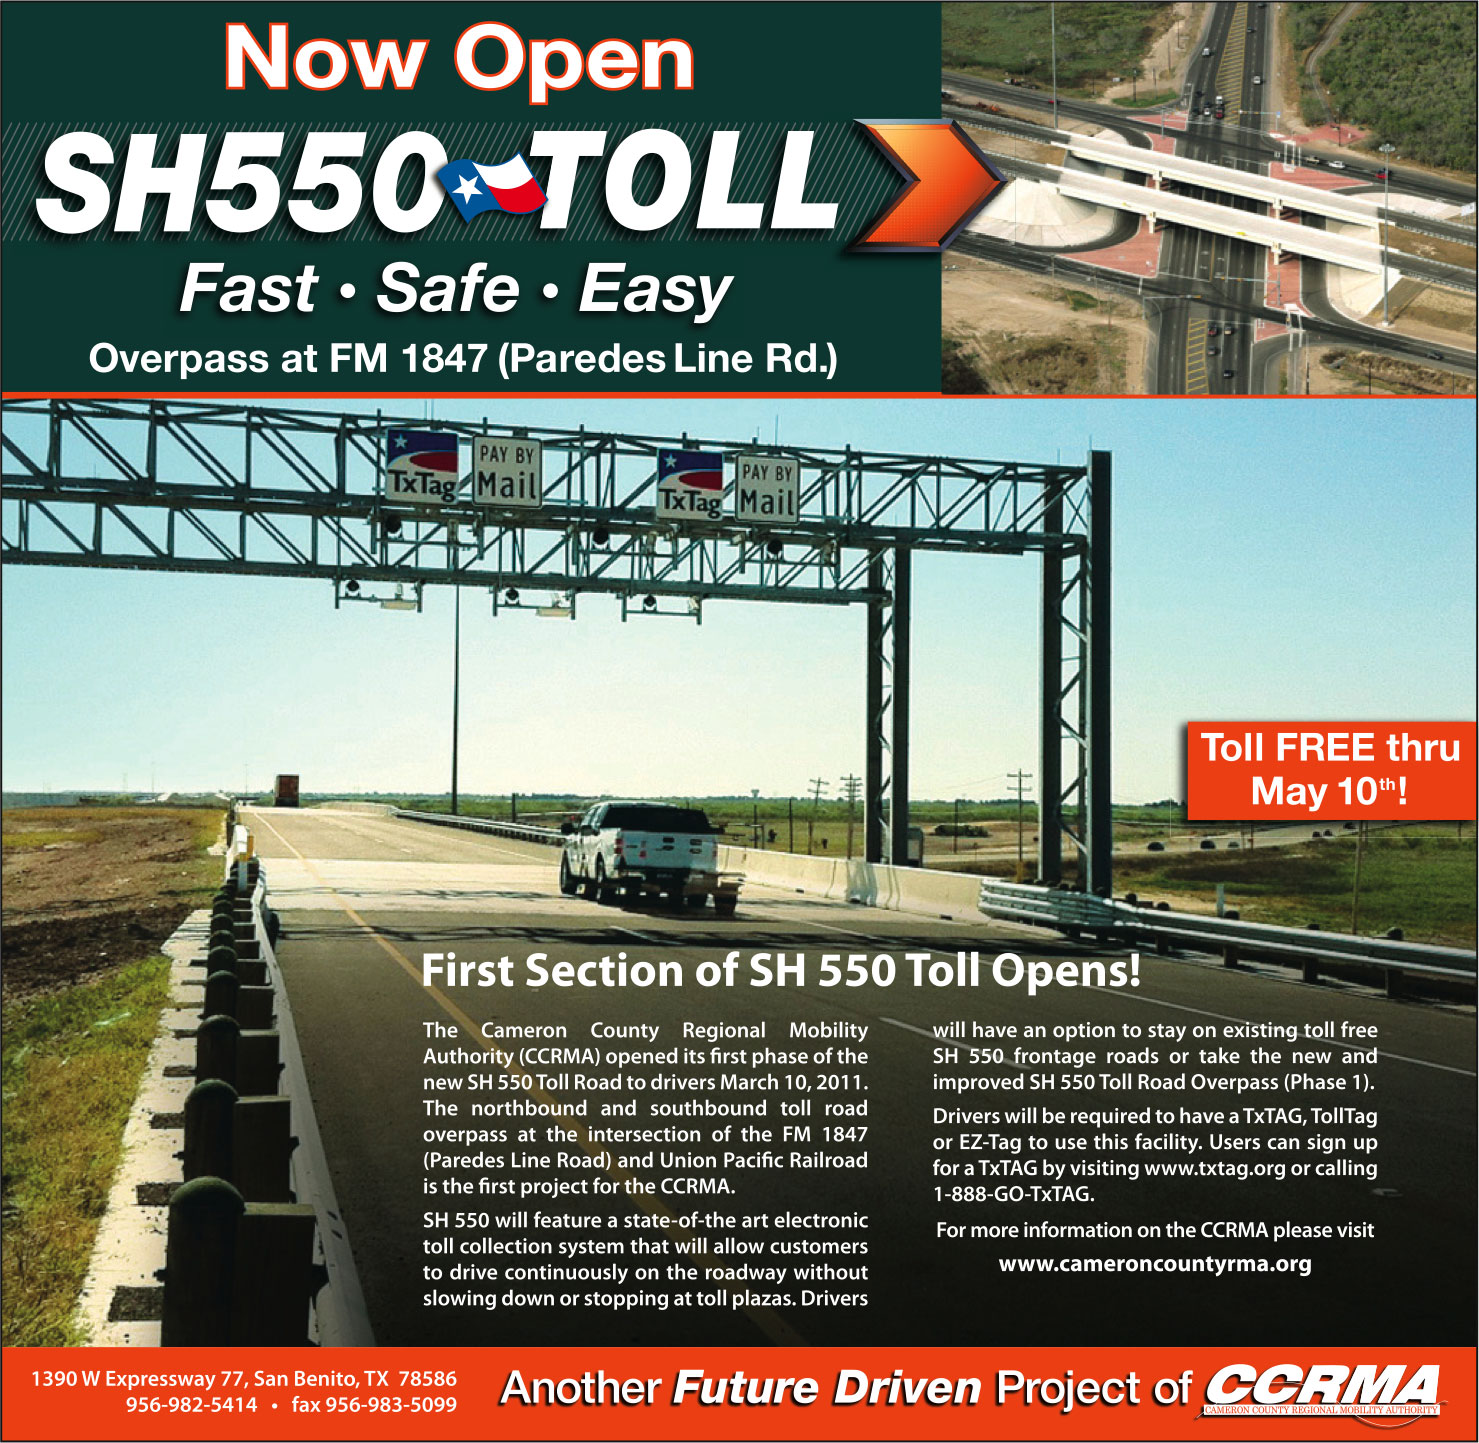 Now Open
SH550 TOLL
Fast • Safe • Easy
Overpass at FM 1847 (Paredes Line Rd.)
TxTag
PAY BY
Mail
TxTag
PAY BY
Mail
Toll FREE thru
May 10th!
First Section of SH 550 Toll Opens!
The Cameron County Regional Mobility
Authority (CCRMA) opened its first phase of the
new SH 550 Toll Road to drivers March 10, 2011.
The northbound and southbound toll road
overpass at the intersection of the FM 1847
(Paredes Line Road) and Union Pacific Railroad
is the first project for the CCRMA.
SH 550 will feature a state-of-the art electronic
toll collection system that will allow customers
to drive continuously on the roadway without
slowing down or stopping at toll plazas. Drivers
will have an option to stay on existing toll free
SH 550 frontage roads or take the new and
improved SH 550 Toll Road Overpass (Phase 1).
Drivers will be required to have a TxTAG, TollTag
or EZ-Tag to use this facility. Users can sign up
for a TxTAG by visiting www.txtag.org or calling
1-888-GO-TxTAG.
For more information on the CCRMA please visit
www.cameroncountyrma.org
1390 W Expressway 77, San Benito, TX 78586
956-982-5414 • fax 956-983-5099
Another Future Driven Project of CCRMA
CAMERON COUNTY REGIONAL MOBILITY AUTHORITY